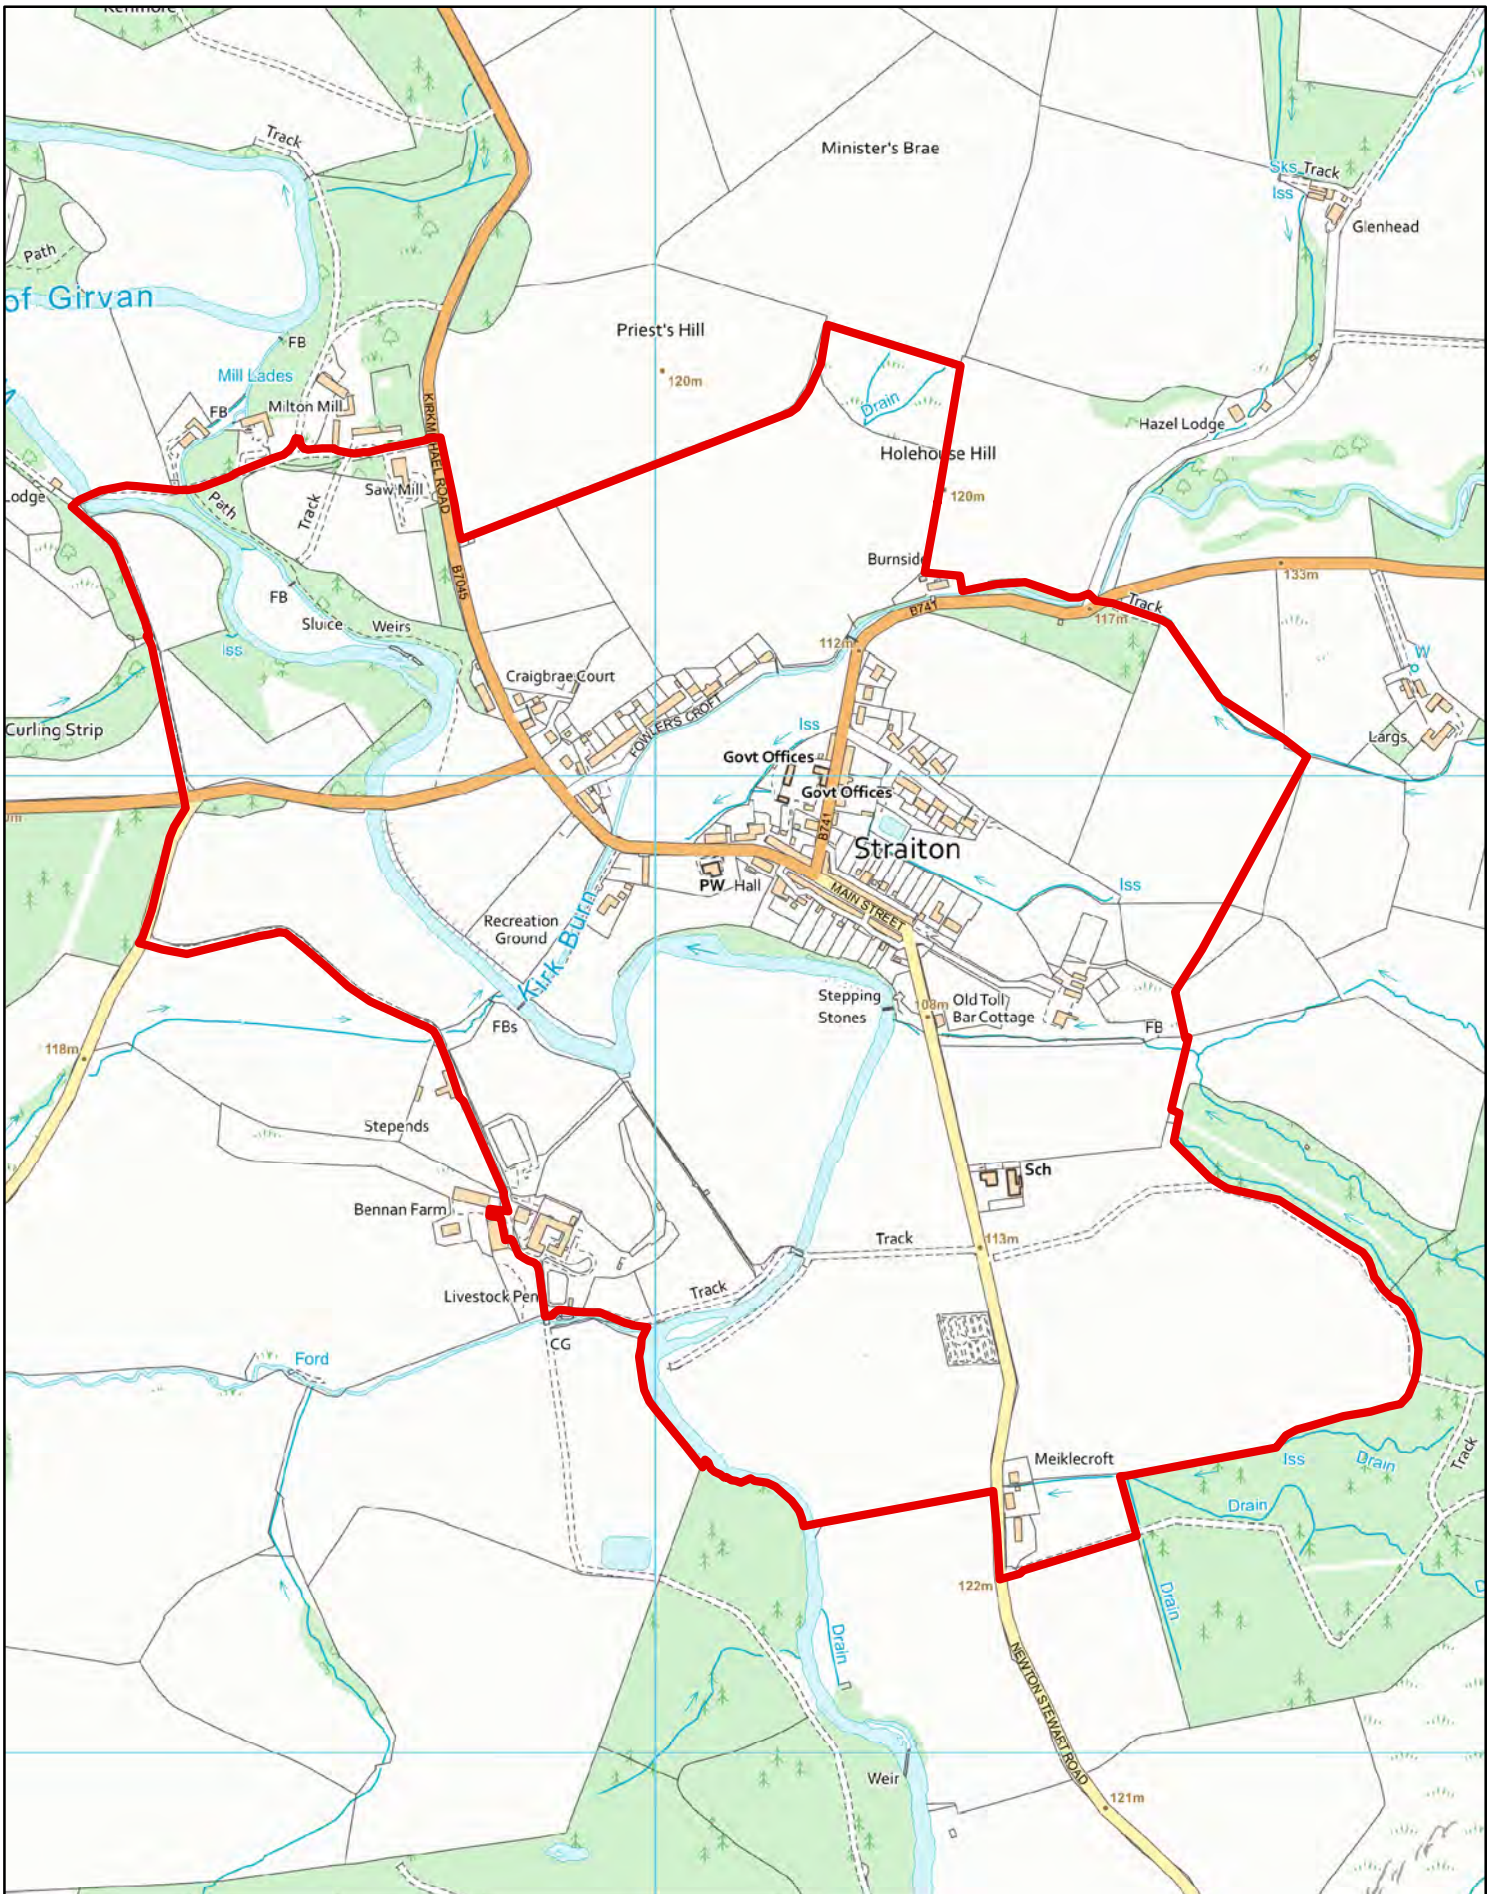 Kenmore
Track
Minister's Brae
Sks
Track
Iss
Glenhead
Path
of Girvan
Priest's Hill
120m
FB
Mill Lades
FB
Milton Mill
Drain
Hazel Lodge
Holehouse Hill
120m
KIRKMICHAEL ROAD
Lodge
Saw Mill
Path
Track
B7045
Burnside
133m
B741
Track
117m
FB
Sluice
Weirs
Iss
112m
W
Craigbrae Court
Curling Strip
FOWLERS CROFT
Iss
Largs
Govt Offices
Govt Offices
B741
Straiton
PW
Hall
MAIN STREET
Iss
Recreation
Ground
Kirk Burn
Stepping
Stones
108m
Old Toll
Bar Cottage
FBs
FB
118m
Stepends
Sch
Bennan Farm
Track
113m
Livestock Pen
Track
CG
Ford
Meiklecroft
Iss
Drain
Track
Drain
122m
Drain
Drain
NEWTON STEWART ROAD
Weir
121m